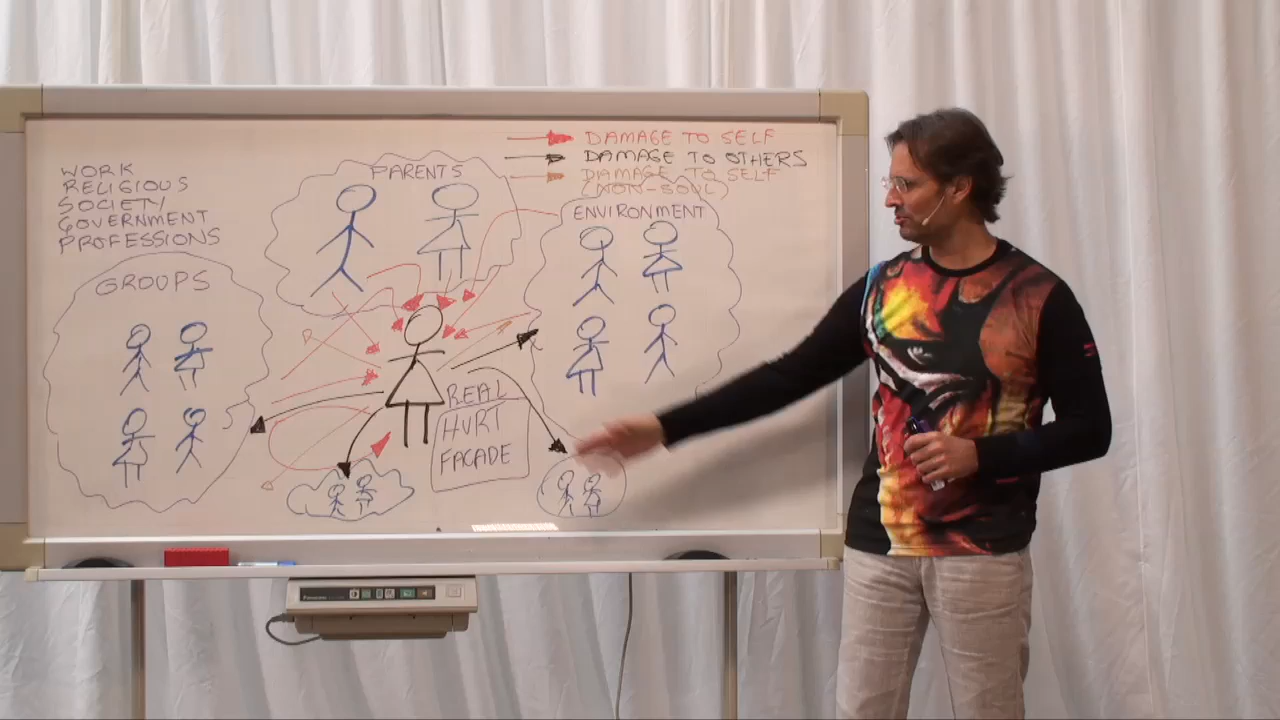 WORK
RELIGIOUS
SOCIETY
GOVERNMENT
PROFESSIONS
GROUPS
PARENTS
DAMAGE TO SELF
DAMAGE TO OTHERS
DAMAGE TO SELF
(NON-SOUL)
ENVIRONMENT
REAL
HURT
FACADE
Panasonic